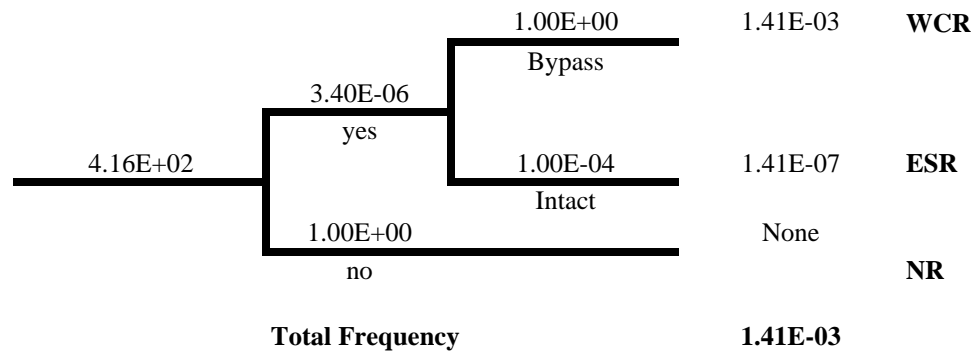 1.00E+00 1.41E-03 WCR
Bypass
3.40E-06
yes
4.16E+02 1.00E-04 1.41E-07 ESR
Intact
1.00E+00 None
no NR
Total Frequency 1.41E-03